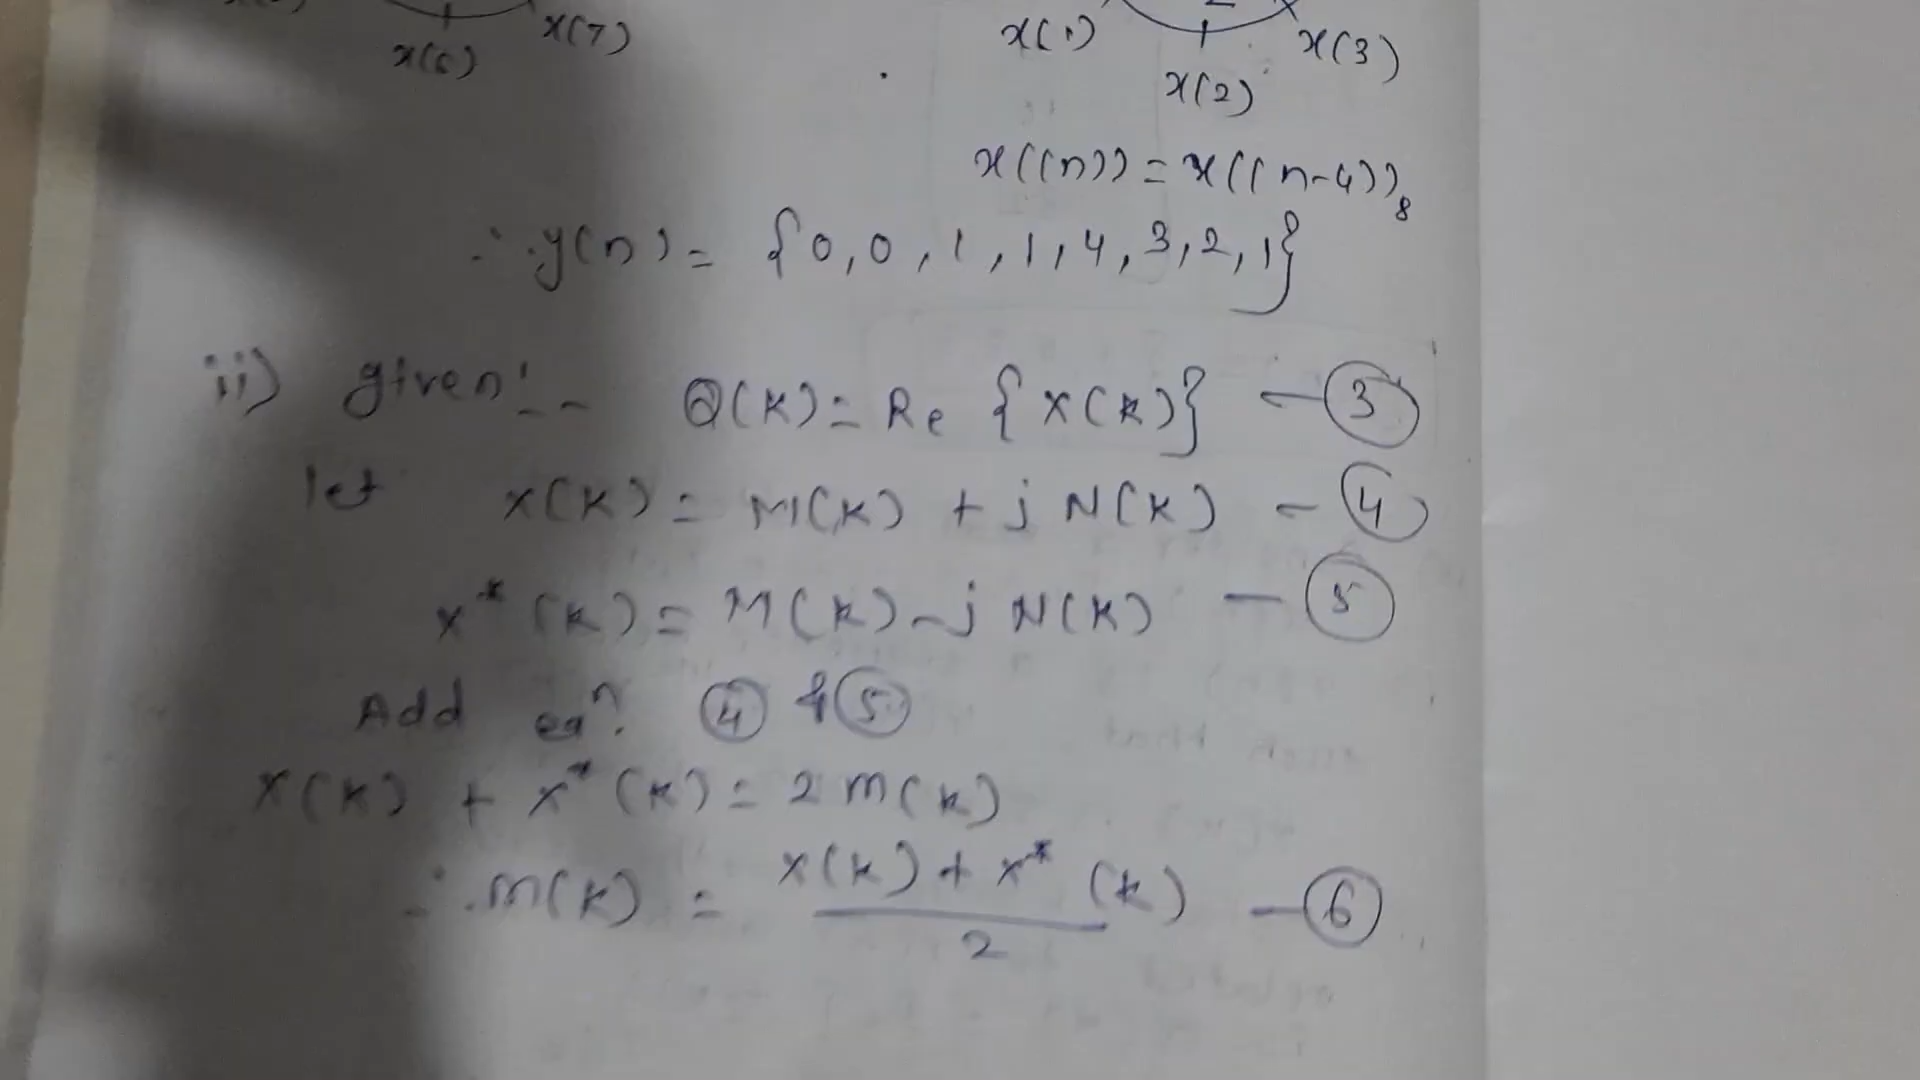 x(7) x(1) x(3)
x(6) x(2)
x((n)) = x((n-4))₈
∴ y(n) = {0,0,1,1,4,3,2,1}
ii) given:- Q(K) = Re {X(K)} - ③
let X(K) = M(K) + j N(K) - ④
X*(K) = M(K) - j N(K) - ⑤
Add eqⁿ. ④ & ⑤
X(K) + X*(K) = 2 M(K)
∴ M(K) = X(K) + X*(K) - ⑥
2